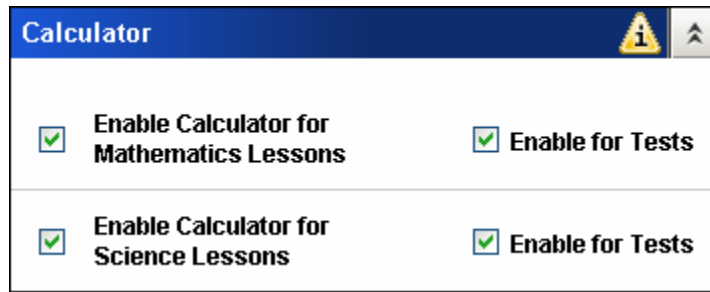 Calculator
Enable Calculator for
Mathematics Lessons
Enable for Tests
Enable Calculator for
Science Lessons
Enable for Tests